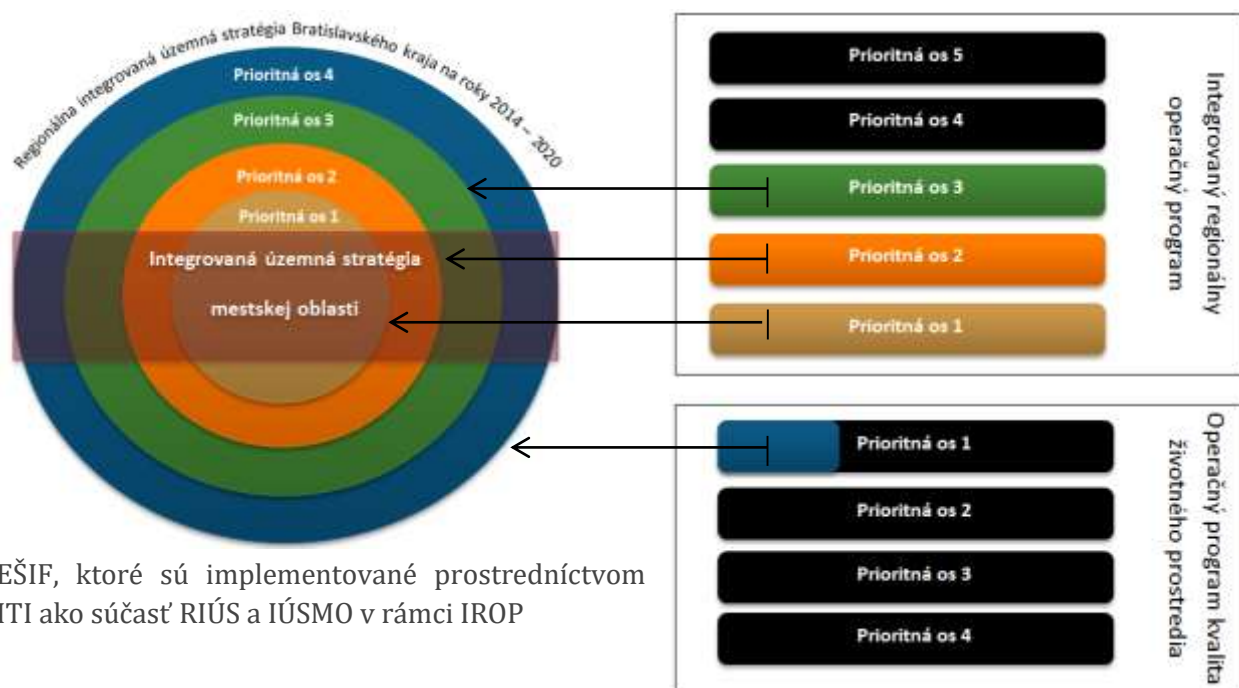 Regionálna integrovaná územná stratégia Bratislavského kraja na roky 2014 – 2020
Prioritná os 4
Prioritná os 3
Prioritná os 2
Prioritná os 1
Integrovaná územná stratégia
mestskej oblasti
EŠIF, ktoré sú implementované prostredníctvom
ITI ako súčasť RIÚS a IÚSMO v rámci IROP
Prioritná os 5
Prioritná os 4
Prioritná os 3
Prioritná os 2
Prioritná os 1
Integrovaný regionálny
operačný program
Prioritná os 1
Prioritná os 2
Prioritná os 3
Prioritná os 4
Operačný program kvalita
životného prostredia